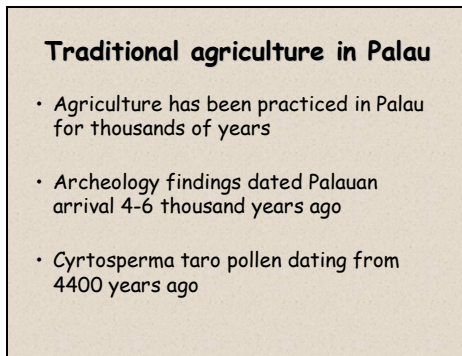 Traditional agriculture in Palau
• Agriculture has been practiced in Palau
for thousands of years
• Archeology findings dated Palauan
arrival 4-6 thousand years ago
• Cyrtosperma taro pollen dating from
4400 years ago